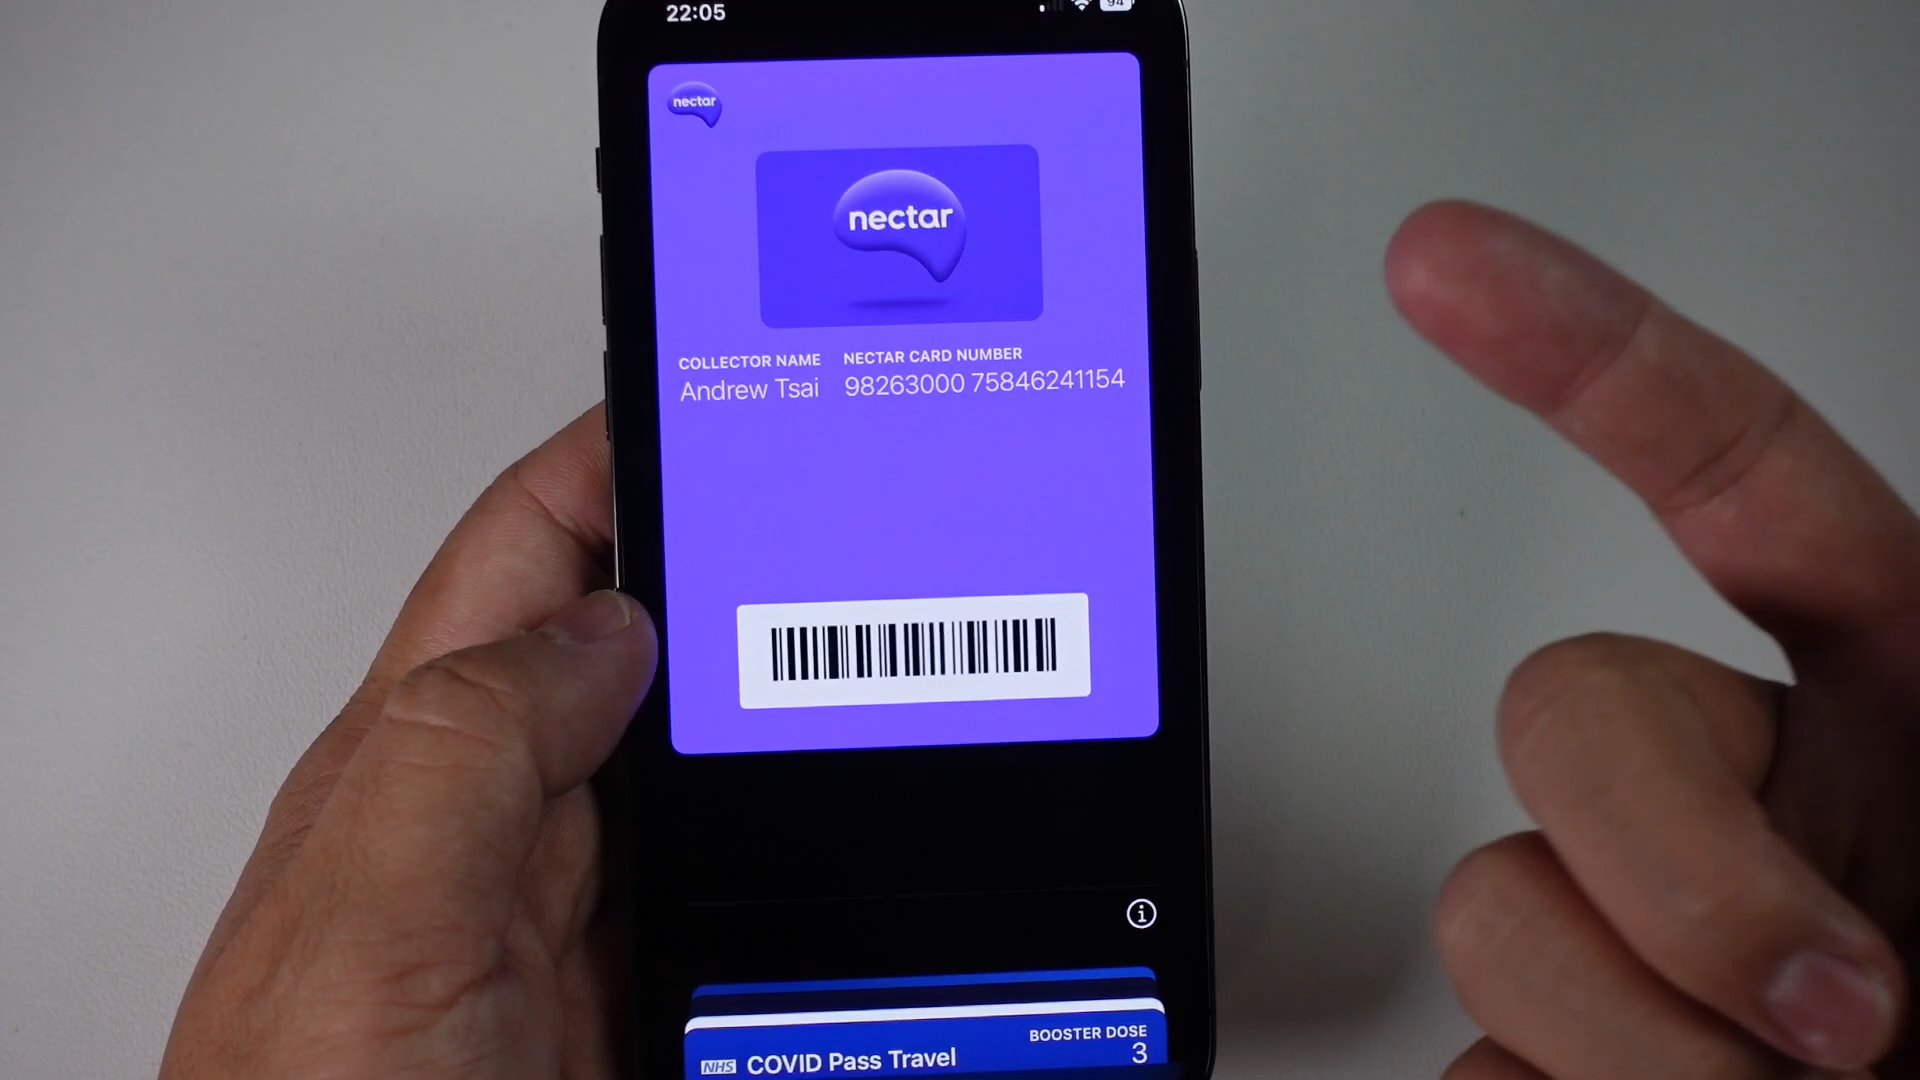 22:05
94
nectar
nectar
COLLECTOR NAME NECTAR CARD NUMBER
Andrew Tsai 98263000 75846241154
BOOSTER DOSE
NHS COVID Pass Travel 3